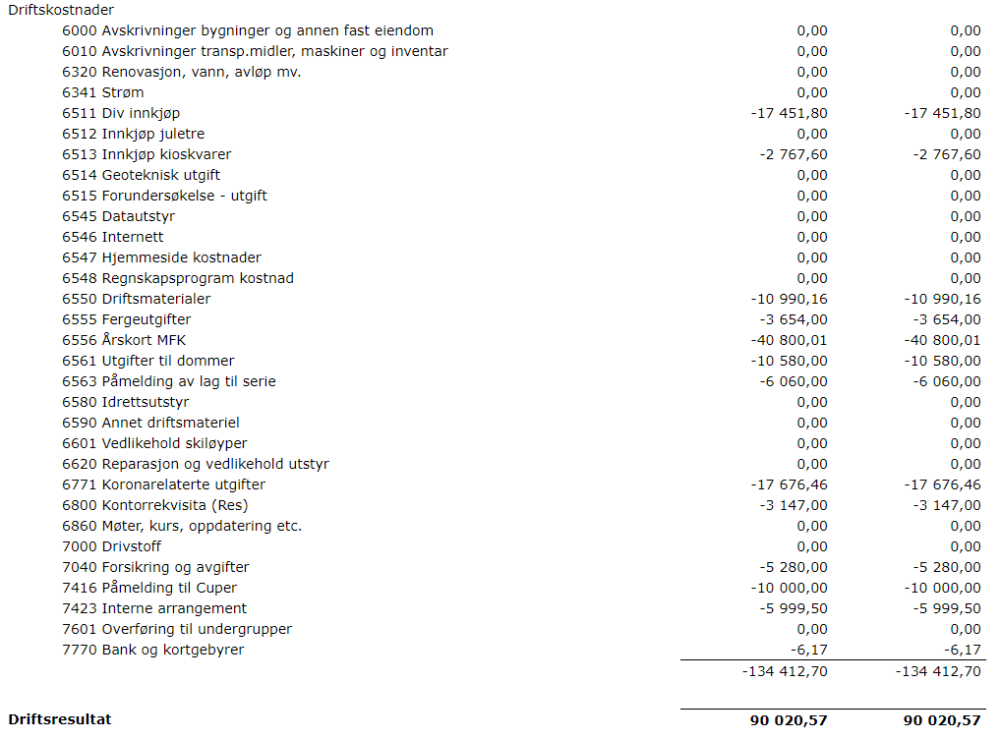 Driftskostnader
6000 Avskrivninger bygninger og annen fast eiendom 0,00 0,00
6010 Avskrivninger transp.midler, maskiner og inventar 0,00 0,00
6320 Renovasjon, vann, avløp mv. 0,00 0,00
6341 Strøm 0,00 0,00
6511 Div innkjøp -17 451,80 -17 451,80
6512 Innkjøp juletre 0,00 0,00
6513 Innkjøp kioskvarer -2 767,60 -2 767,60
6514 Geoteknisk utgift 0,00 0,00
6515 Forundersøkelse - utgift 0,00 0,00
6545 Datautstyr 0,00 0,00
6546 Internett 0,00 0,00
6547 Hjemmeside kostnader 0,00 0,00
6548 Regnskapsprogram kostnad 0,00 0,00
6550 Driftsmaterialer -10 990,16 -10 990,16
6555 Fergeutgifter -3 654,00 -3 654,00
6556 Årskort MFK -40 800,01 -40 800,01
6561 Utgifter til dommer -10 580,00 -10 580,00
6563 Påmelding av lag til serie -6 060,00 -6 060,00
6580 Idrettsutstyr 0,00 0,00
6590 Annet driftsmateriel 0,00 0,00
6601 Vedlikehold skiløyper 0,00 0,00
6620 Reparasjon og vedlikehold utstyr 0,00 0,00
6771 Koronarelaterte utgifter -17 676,46 -17 676,46
6800 Kontorrekvisita (Res) -3 147,00 -3 147,00
6860 Møter, kurs, oppdatering etc. 0,00 0,00
7000 Drivstoff 0,00 0,00
7040 Forsikring og avgifter -5 280,00 -5 280,00
7416 Påmelding til Cuper -10 000,00 -10 000,00
7423 Interne arrangement -5 999,50 -5 999,50
7601 Overføring til undergrupper 0,00 0,00
7770 Bank og kortgebyrer -6,17 -6,17
-134 412,70 -134 412,70
Driftsresultat 90 020,57 90 020,57